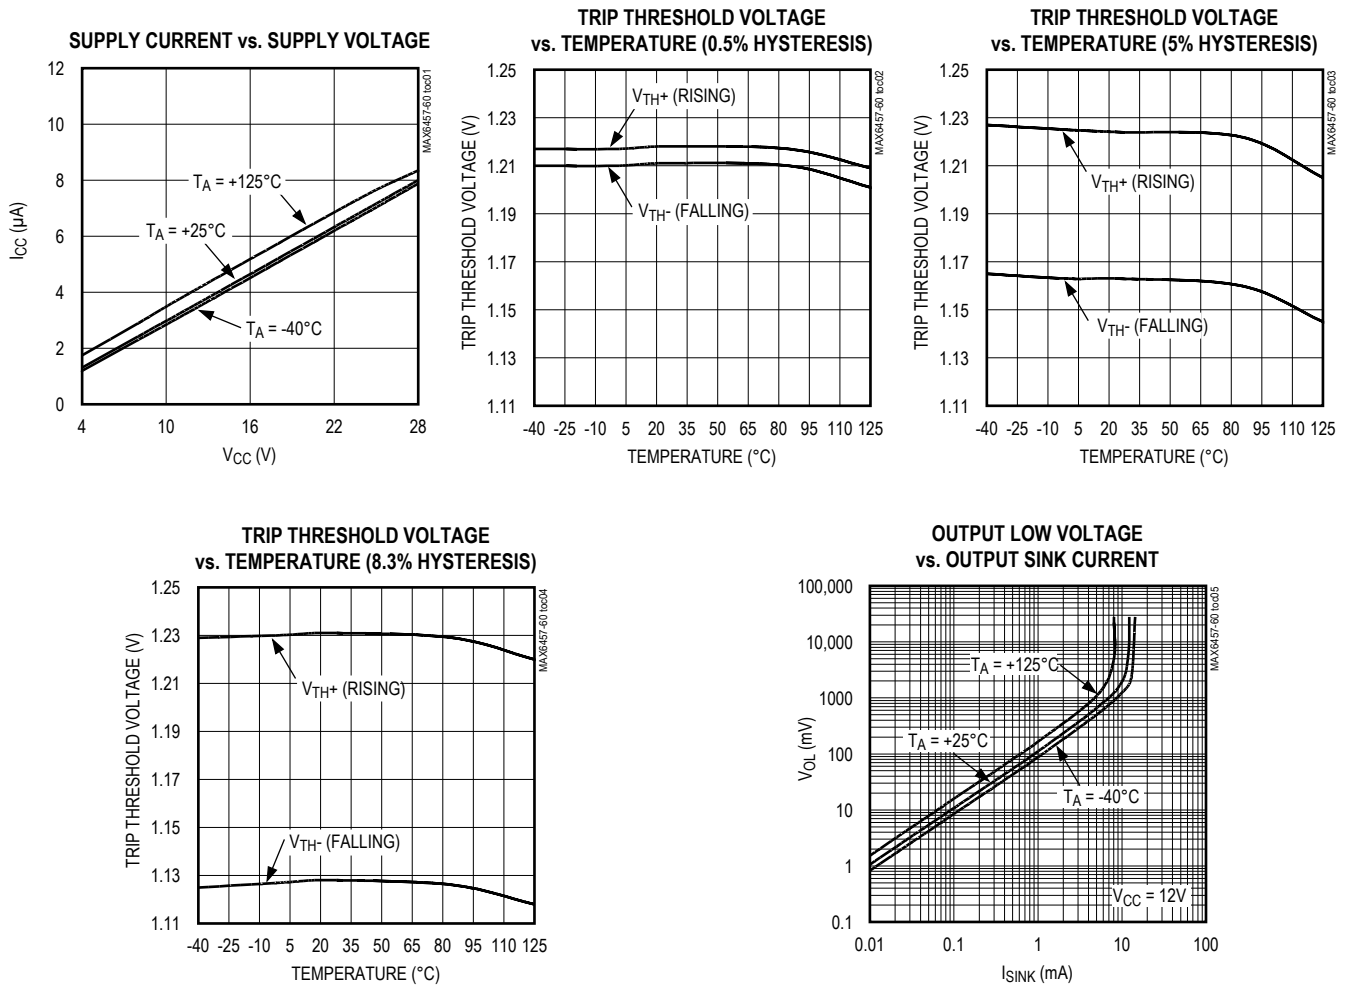 SUPPLY CURRENT vs. SUPPLY VOLTAGE
12
10
8
6
4
2
0
ICC (µA)
TA = +125°C
TA = +25°C
TA = -40°C
4 10 16 22 28
VCC (V)
MAX6457-60 toc01
TRIP THRESHOLD VOLTAGE
vs. TEMPERATURE (0.5% HYSTERESIS)
1.25
1.23
1.21
1.19
1.17
1.15
1.13
1.11
TRIP THRESHOLD VOLTAGE (V)
VTH+ (RISING)
VTH- (FALLING)
-40 -25 -10 5 20 35 50 65 80 95 110 125
TEMPERATURE (°C)
MAX6457-60 toc02
TRIP THRESHOLD VOLTAGE
vs. TEMPERATURE (5% HYSTERESIS)
1.25
1.23
1.21
1.19
1.17
1.15
1.13
1.11
TRIP THRESHOLD VOLTAGE (V)
VTH+ (RISING)
VTH- (FALLING)
-40 -25 -10 5 20 35 50 65 80 95 110 125
TEMPERATURE (°C)
MAX6457-60 toc03
TRIP THRESHOLD VOLTAGE
vs. TEMPERATURE (8.3% HYSTERESIS)
1.25
1.23
1.21
1.19
1.17
1.15
1.13
1.11
TRIP THRESHOLD VOLTAGE (V)
VTH+ (RISING)
VTH- (FALLING)
-40 -25 -10 5 20 35 50 65 80 95 110 125
TEMPERATURE (°C)
MAX6457-60 toc04
OUTPUT LOW VOLTAGE
vs. OUTPUT SINK CURRENT
100,000
10,000
1000
100
10
1
0.1
VOL (mV)
TA = +125°C
TA = +25°C
TA = -40°C
VCC = 12V
0.01 0.1 1 10 100
ISINK (mA)
MAX6457-60 toc05